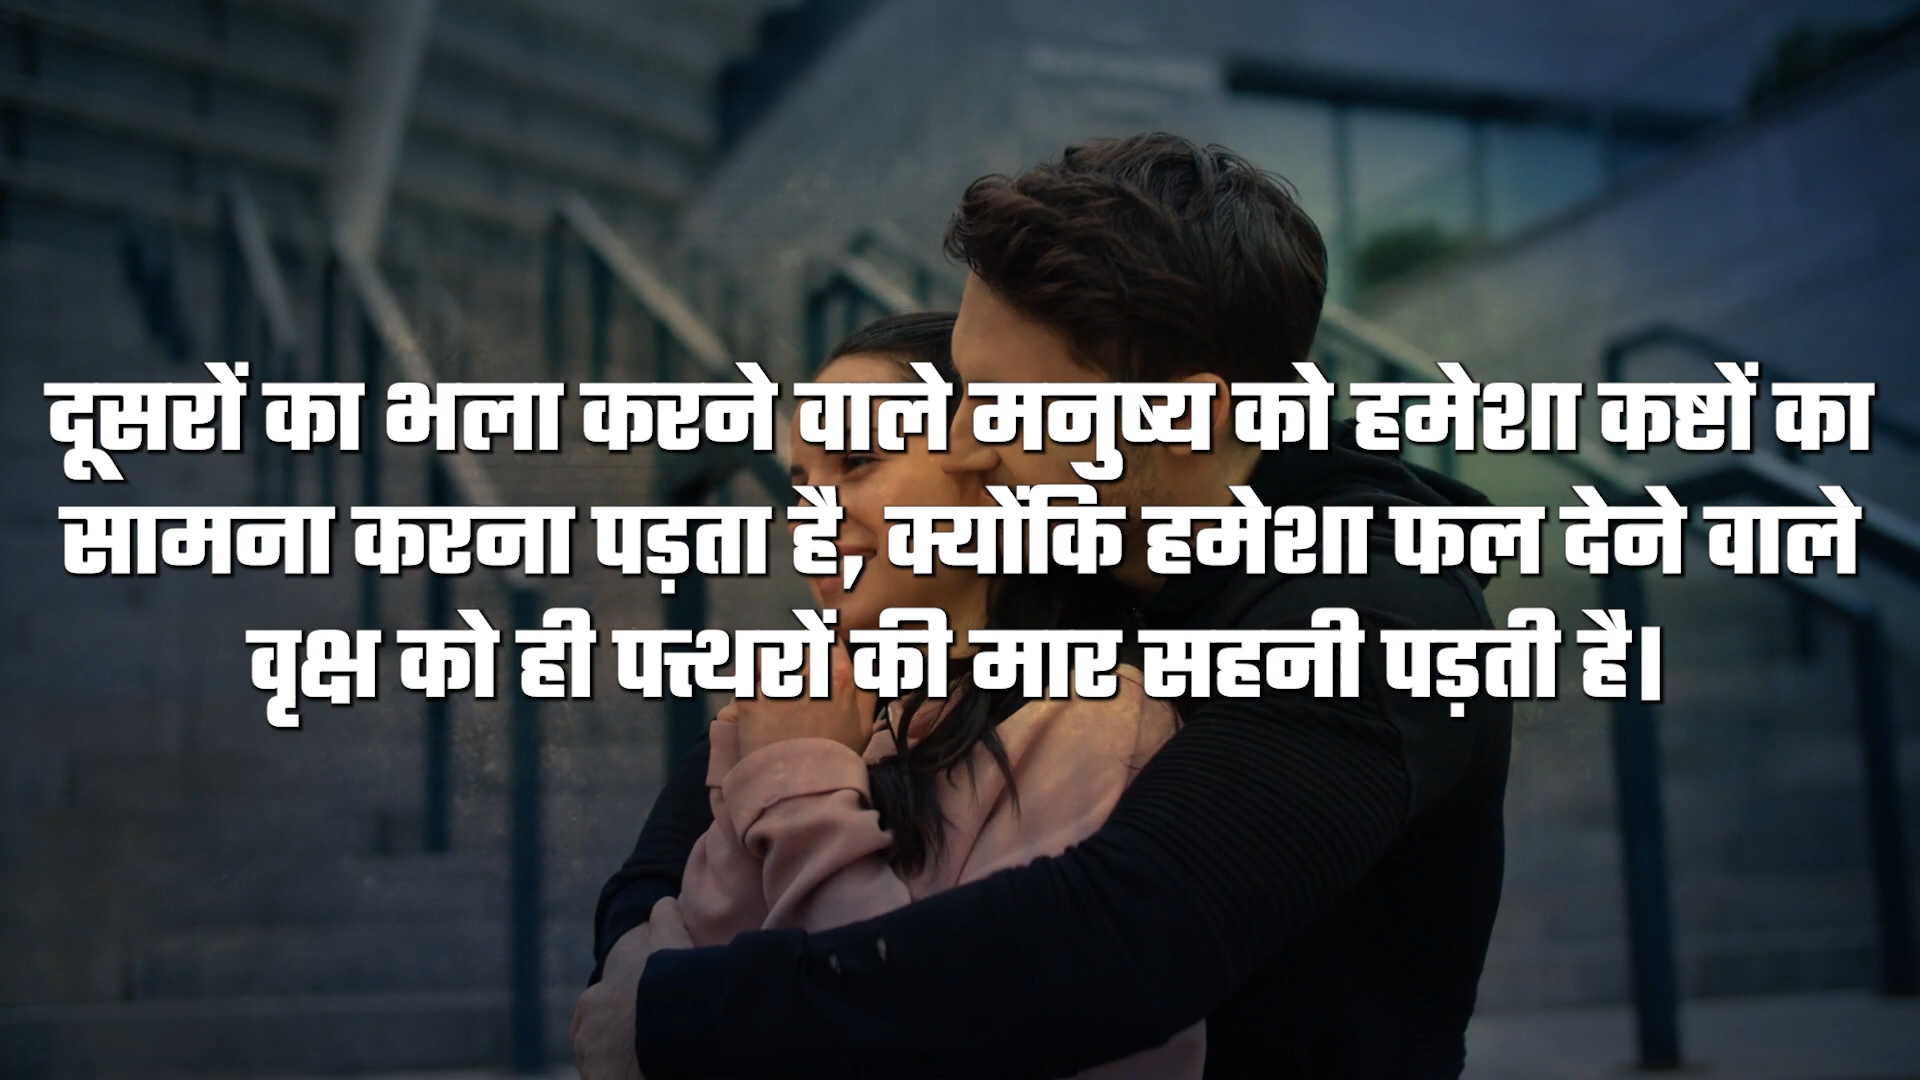 दूसरों का भला करने वाले मनुष्य को हमेशा कष्टों का
सामना करना पड़ता है, क्योंकि हमेशा फल देने वाले
वृक्ष को ही पत्त्थरों की मार सहनी पड़ती है।